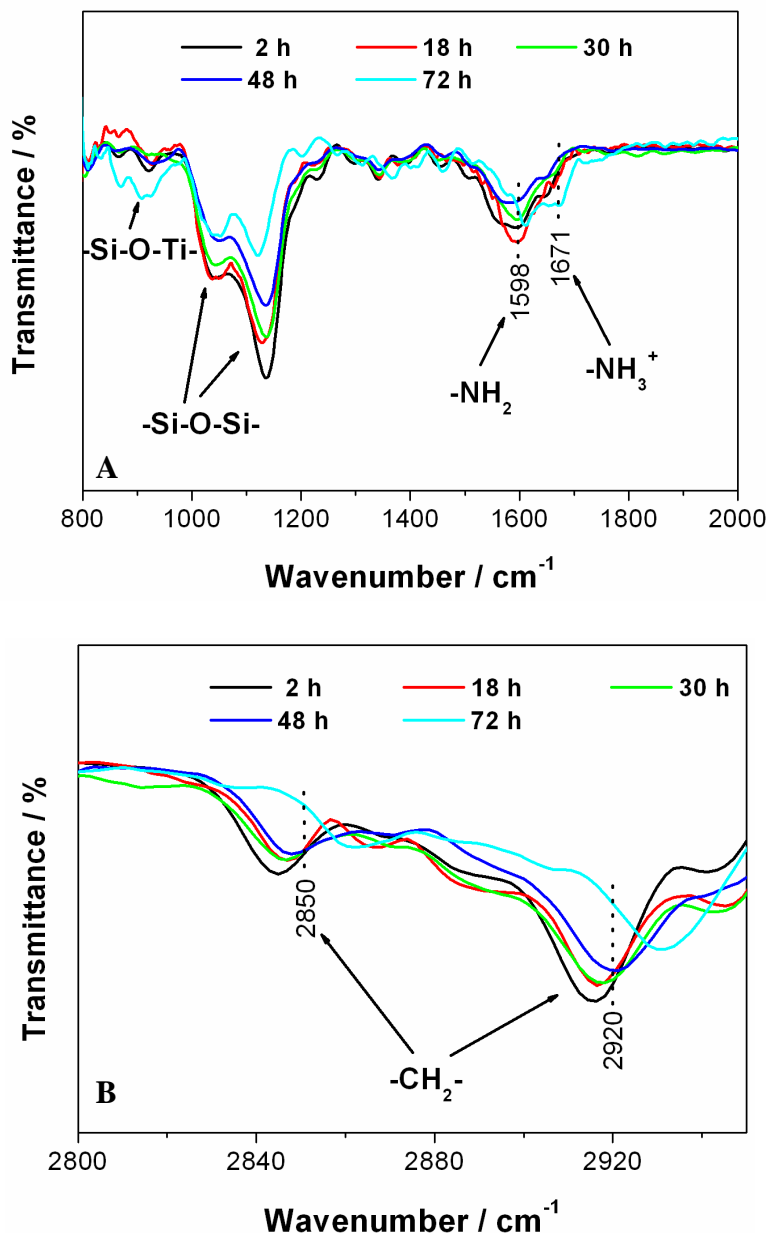 2 h
18 h
30 h
48 h
72 h
-Si-O-Ti-
-Si-O-Si-
1598
1671
-NH2
-NH3+
A
Transmittance / %
800 1000 1200 1400 1600 1800 2000
Wavenumber / cm-1
2 h
18 h
30 h
48 h
72 h
2850
2920
-CH2-
B
Transmittance / %
2800 2840 2880 2920
Wavenumber / cm-1